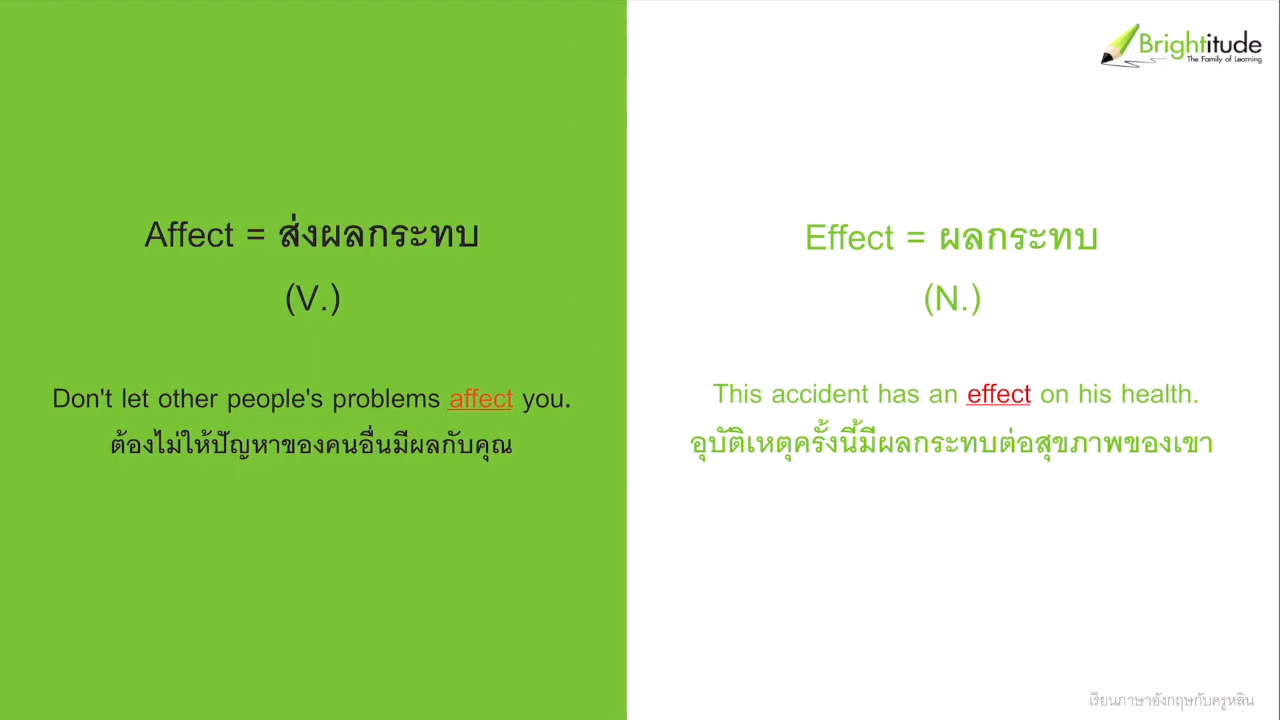 Affect = ส่งผลกระทบ
(V.)
Don't let other people's problems affect you.
ต้องไม่ให้ปัญหาของคนอื่นมีผลกับคุณ
Brightitude
The Family of Learning
Effect = ผลกระทบ
(N.)
This accident has an effect on his health.
อุบัติเหตุครั้งนี้มีผลกระทบต่อสุขภาพของเขา
เรียนภาษาอังกฤษกับครูหลิน